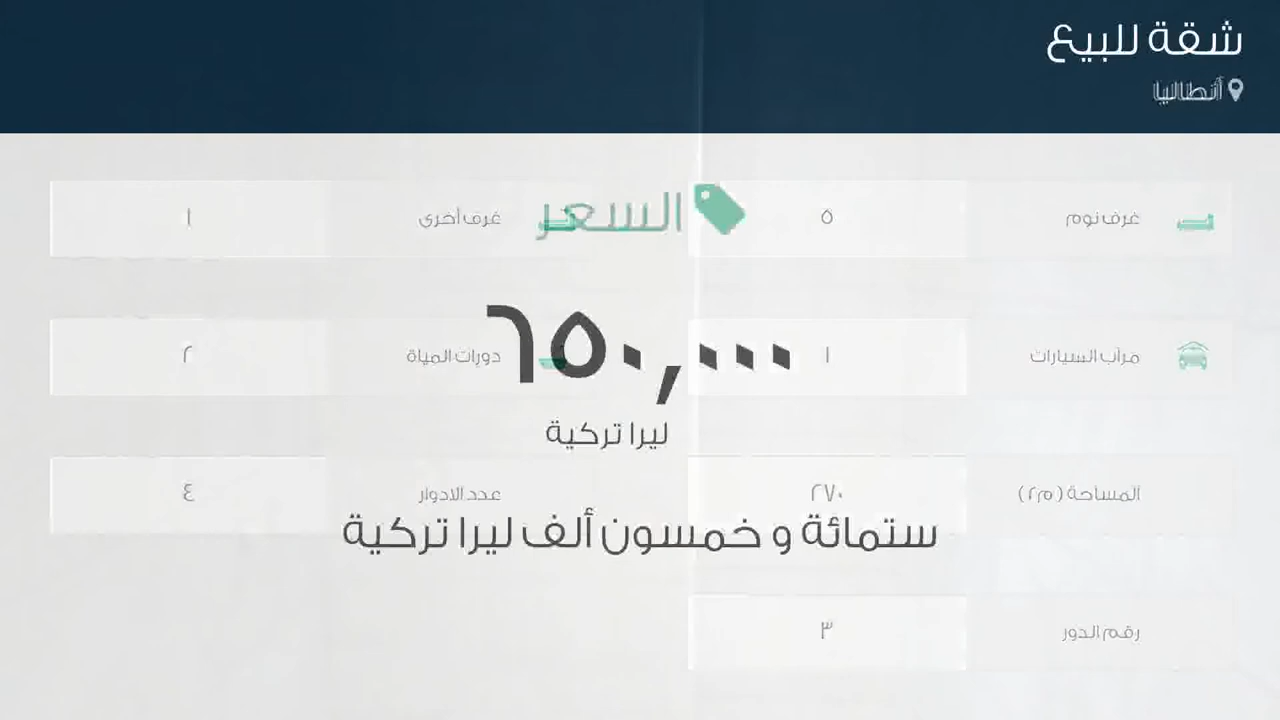 شقة للبيع
أنطاليا
السعر
٦٥٠,٠٠٠
ليرا تركية
ستمائة و خمسون ألف ليرا تركية
غرف نوم ٥ غرف أخرى ١
مرآب السيارات ١ دورات المياة ٢
المساحة (م٢) ٢٧٠ عدد الادوار ٤
رقم الدور ٣